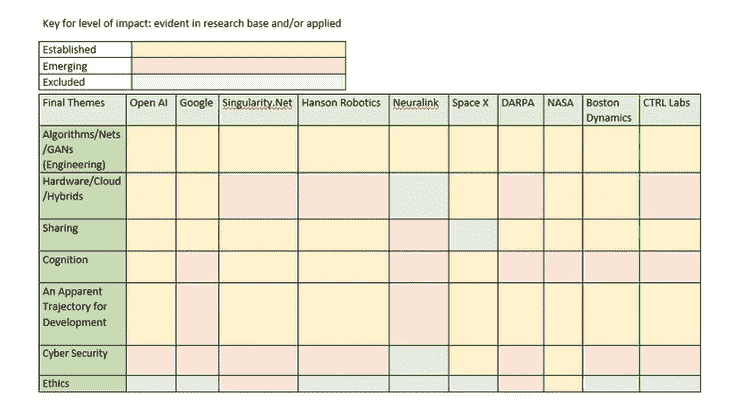 Key for level of impact: evident in research base and/or applied
Established
Emerging
Excluded
Final Themes Open AI Google Singularity.Net Hanson Robotics Neuralink Space X DARPA NASA Boston CTRL Labs
Dynamics
Algorithms/Nets
/GANs
(Engineering)
Hardware/Cloud
/Hybrids
Sharing
Cognition
An Apparent
Trajectory for
Development
Cyber Security
Ethics